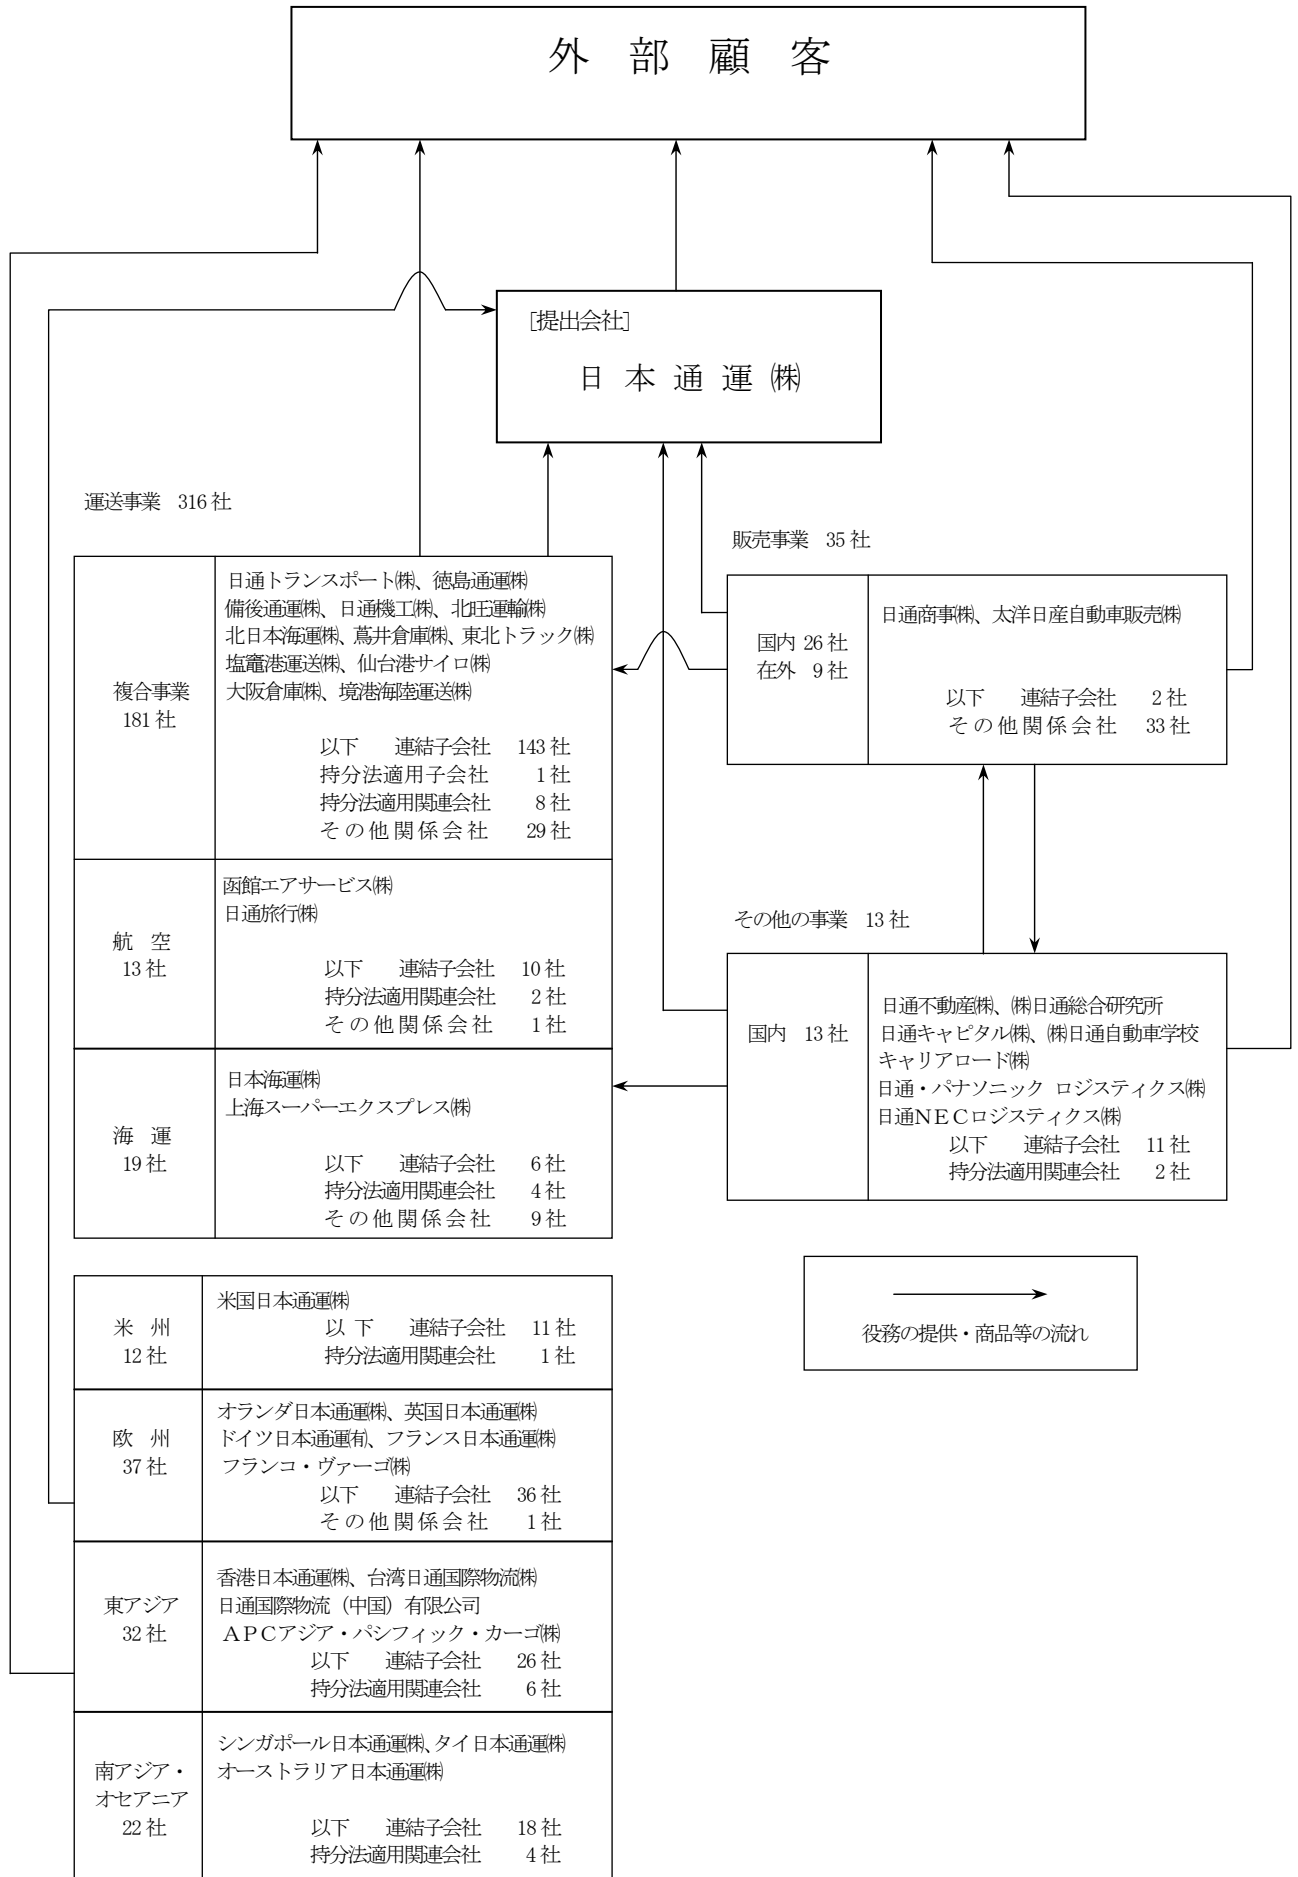 外部顧客
[提出会社]
日本通運㈱
運送事業 316社
複合事業
181社
日通トランスポート㈱、徳島通運㈱
備後通運㈱、日通機工㈱、北旺運輸㈱
北日本海運㈱、蔦井倉庫㈱、東北トラック㈱
塩竈港運送㈱、仙台港サイロ㈱
大阪倉庫㈱、境港海陸運送㈱
以下 連結子会社 143社
持分法適用子会社 1社
持分法適用関連会社 8社
その他関係会社 29社
航空
13社
函館エアサービス㈱
日通旅行㈱
以下 連結子会社 10社
持分法適用関連会社 2社
その他関係会社 1社
海運
19社
日本海運㈱
上海スーパーエクスプレス㈱
以下 連結子会社 6社
持分法適用関連会社 4社
その他関係会社 9社
米州
12社
米国日本通運㈱
以下 連結子会社 11社
持分法適用関連会社 1社
欧州
37社
オランダ日本通運㈱、英国日本通運㈱
ドイツ日本通運㈲、フランス日本通運㈱
フランコ・ヴァーゴ㈱
以下 連結子会社 36社
その他関係会社 1社
東アジア
32社
香港日本通運㈱、台湾日通国際物流㈱
日通国際物流（中国）有限公司
ＡＰＣアジア・パシフィック・カーゴ㈱
以下 連結子会社 26社
持分法適用関連会社 6社
南アジア・
オセアニア
22社
シンガポール日本通運㈱、タイ日本通運㈱
オーストラリア日本通運㈱
以下 連結子会社 18社
持分法適用関連会社 4社
販売事業 35社
国内 26社
在外 9社
日通商事㈱、太洋日産自動車販売㈱
以下 連結子会社 2社
その他関係会社 33社
その他の事業 13社
国内 13社
日通不動産㈱、㈱日通総合研究所
日通キャピタル㈱、㈱日通自動車学校
キャリアロード㈱
日通・パナソニック ロジスティクス㈱
日通ＮＥＣロジスティクス㈱
以下 連結子会社 11社
持分法適用関連会社 2社
役務の提供・商品等の流れ